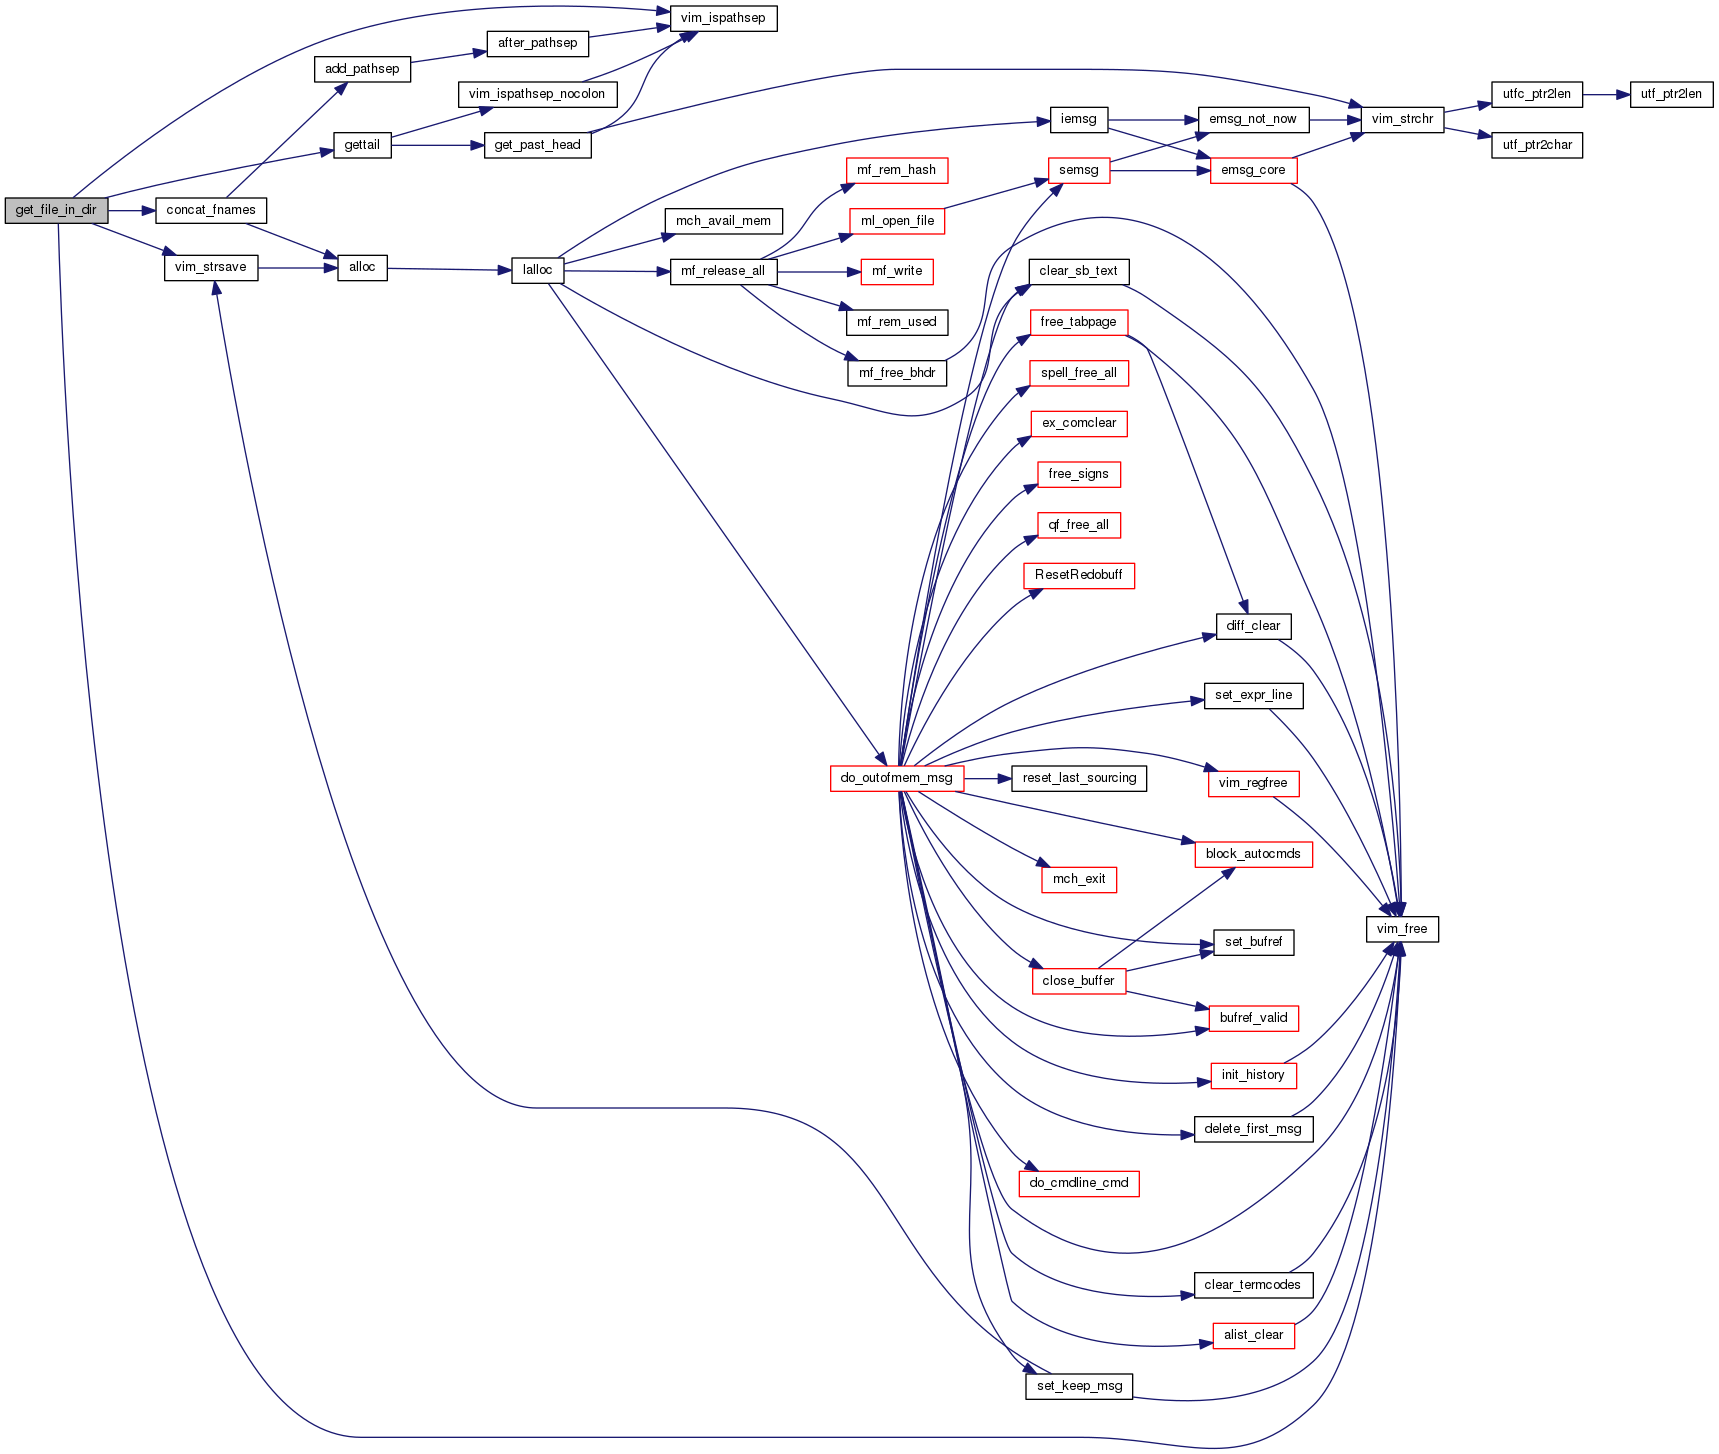 get_file_in_dir
vim_ispathsep
after_pathsep
add_pathsep
vim_ispathsep_nocolon
gettail
get_past_head
concat_fnames
vim_strsave
alloc
lalloc
iemsg
emsg_not_now
vim_strchr
utfc_ptr2len
utf_ptr2len
utf_ptr2char
semsg
emsg_core
mf_rem_hash
mch_avail_mem
ml_open_file
mf_release_all
mf_write
mf_rem_used
mf_free_bhdr
clear_sb_text
free_tabpage
spell_free_all
ex_comclear
free_signs
qf_free_all
ResetRedobuff
diff_clear
set_expr_line
do_outofmem_msg
reset_last_sourcing
vim_regfree
block_autocmds
mch_exit
vim_free
set_bufref
close_buffer
bufref_valid
init_history
delete_first_msg
do_cmdline_cmd
clear_termcodes
alist_clear
set_keep_msg